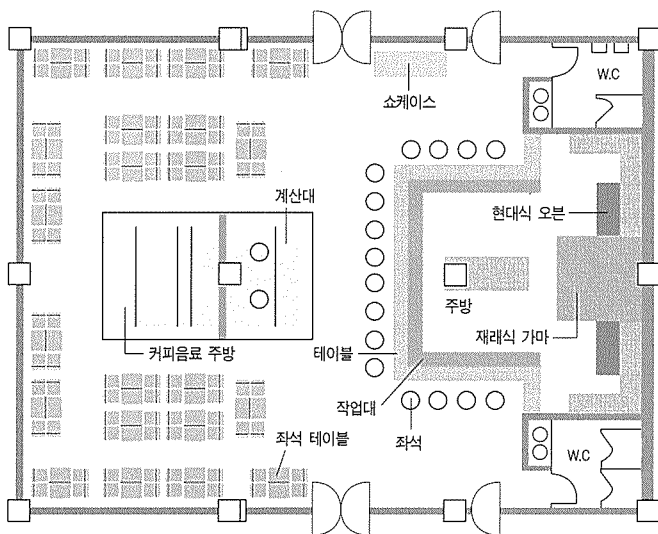 W.C
쇼케이스
계산대
현대식 오븐
주방
재래식 가마
커피음료 주방
테이블
작업대
좌석 테이블
좌석
W.C